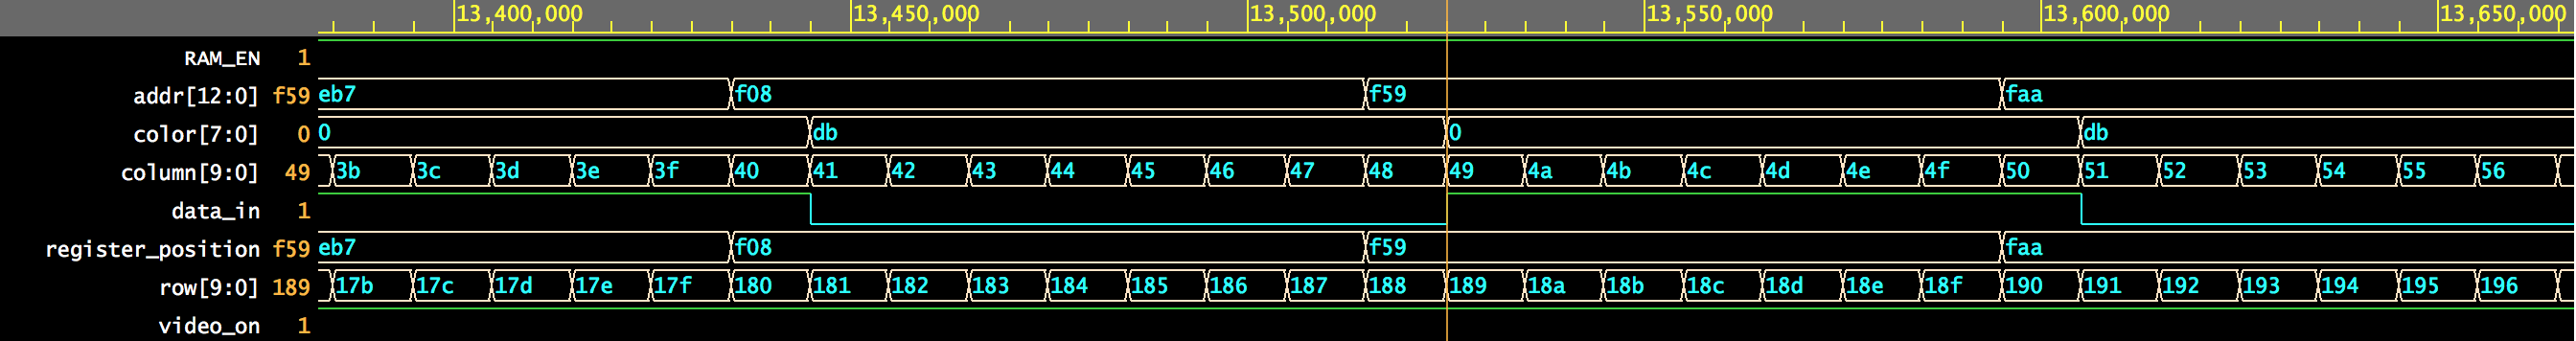 13,400,000 13,450,000 13,500,000 13,550,000 13,600,000 13,650,000
RAM_EN 1
addr[12:0] f59 eb7 f08 f59 faa
color[7:0] 0 0 db 0 db
column[9:0] 49 3b 3c 3d 3e 3f 40 41 42 43 44 45 46 47 48 49 4a 4b 4c 4d 4e 4f 50 51 52 53 54 55 56
data_in 1
register_position f59 eb7 f08 f59 faa
row[9:0] 189 17b 17c 17d 17e 17f 180 181 182 183 184 185 186 187 188 189 18a 18b 18c 18d 18e 18f 190 191 192 193 194 195 196
video_on 1